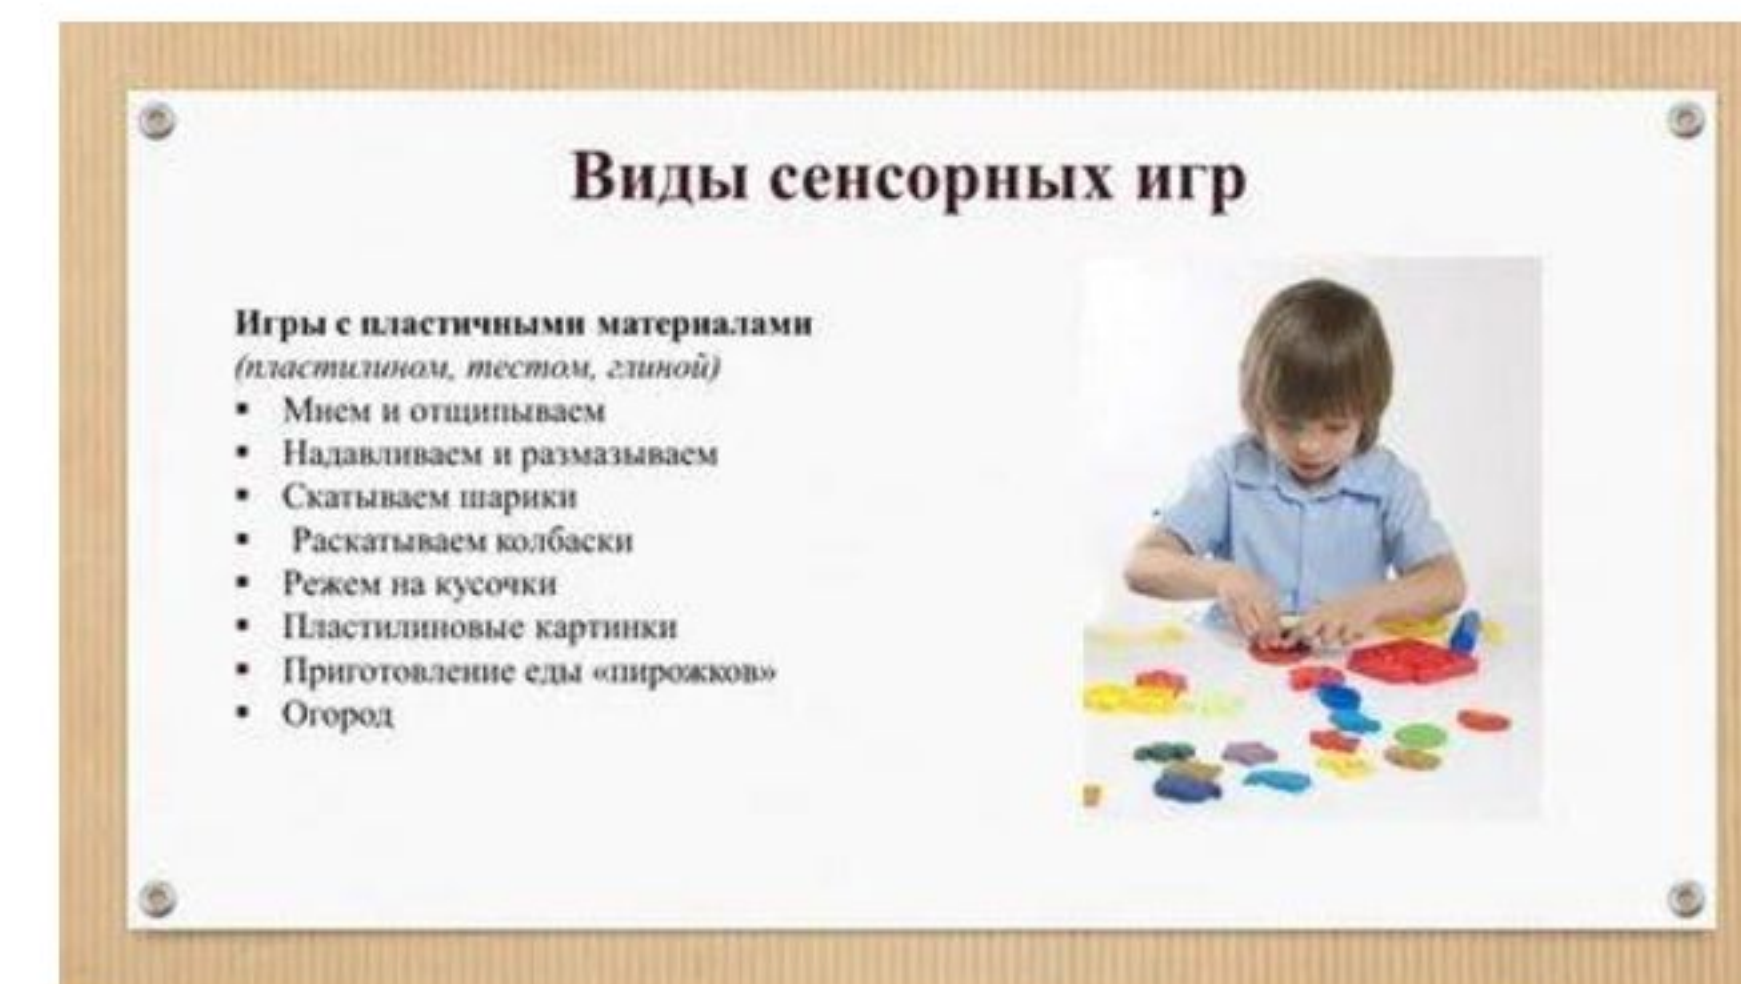 Виды сенсорных игр
Игры с пластичными материалами
(пластилином, тестом, глиной)
▪ Мнем и отщипываем
▪ Надавливаем и размазываем
▪ Скатываем шарики
▪ Раскатываем колбаски
▪ Режем на кусочки
▪ Пластилиновые картинки
▪ Приготовление еды «пирожков»
▪ Огород